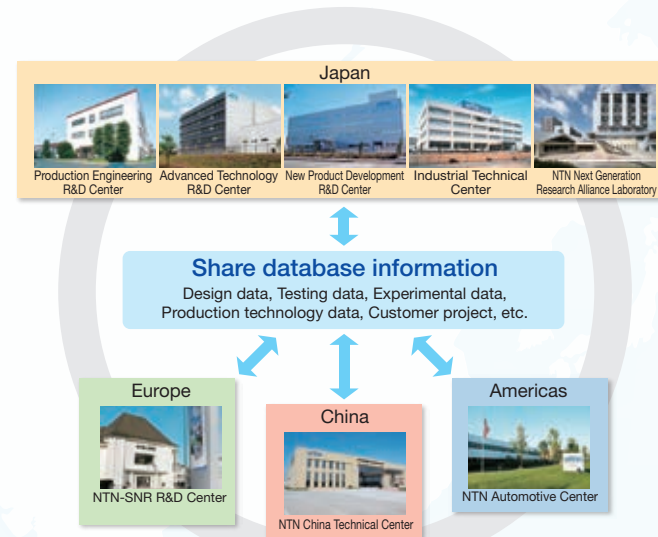 Japan
Production Engineering
R&D Center
Advanced Technology
R&D Center
New Product Development
R&D Center
Industrial Technical
Center
NTN Next Generation
Research Alliance Laboratory
Share database information
Design data, Testing data, Experimental data,
Production technology data, Customer project, etc.
Europe
NTN-SNR R&D Center
China
NTN China Technical Center
Americas
NTN Automotive Center